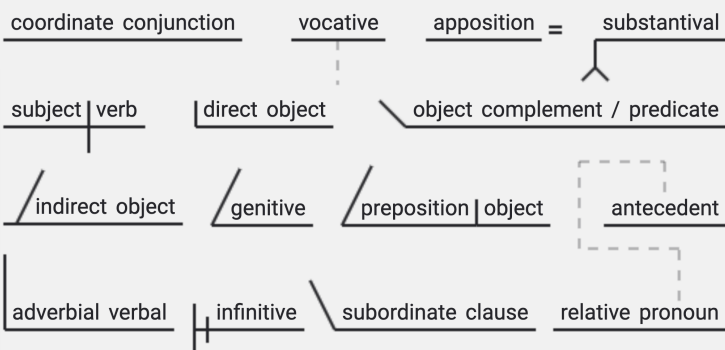 coordinate conjunction vocative apposition = substantival
subject verb direct object object complement / predicate
indirect object genitive preposition object antecedent
adverbial verbal infinitive subordinate clause relative pronoun